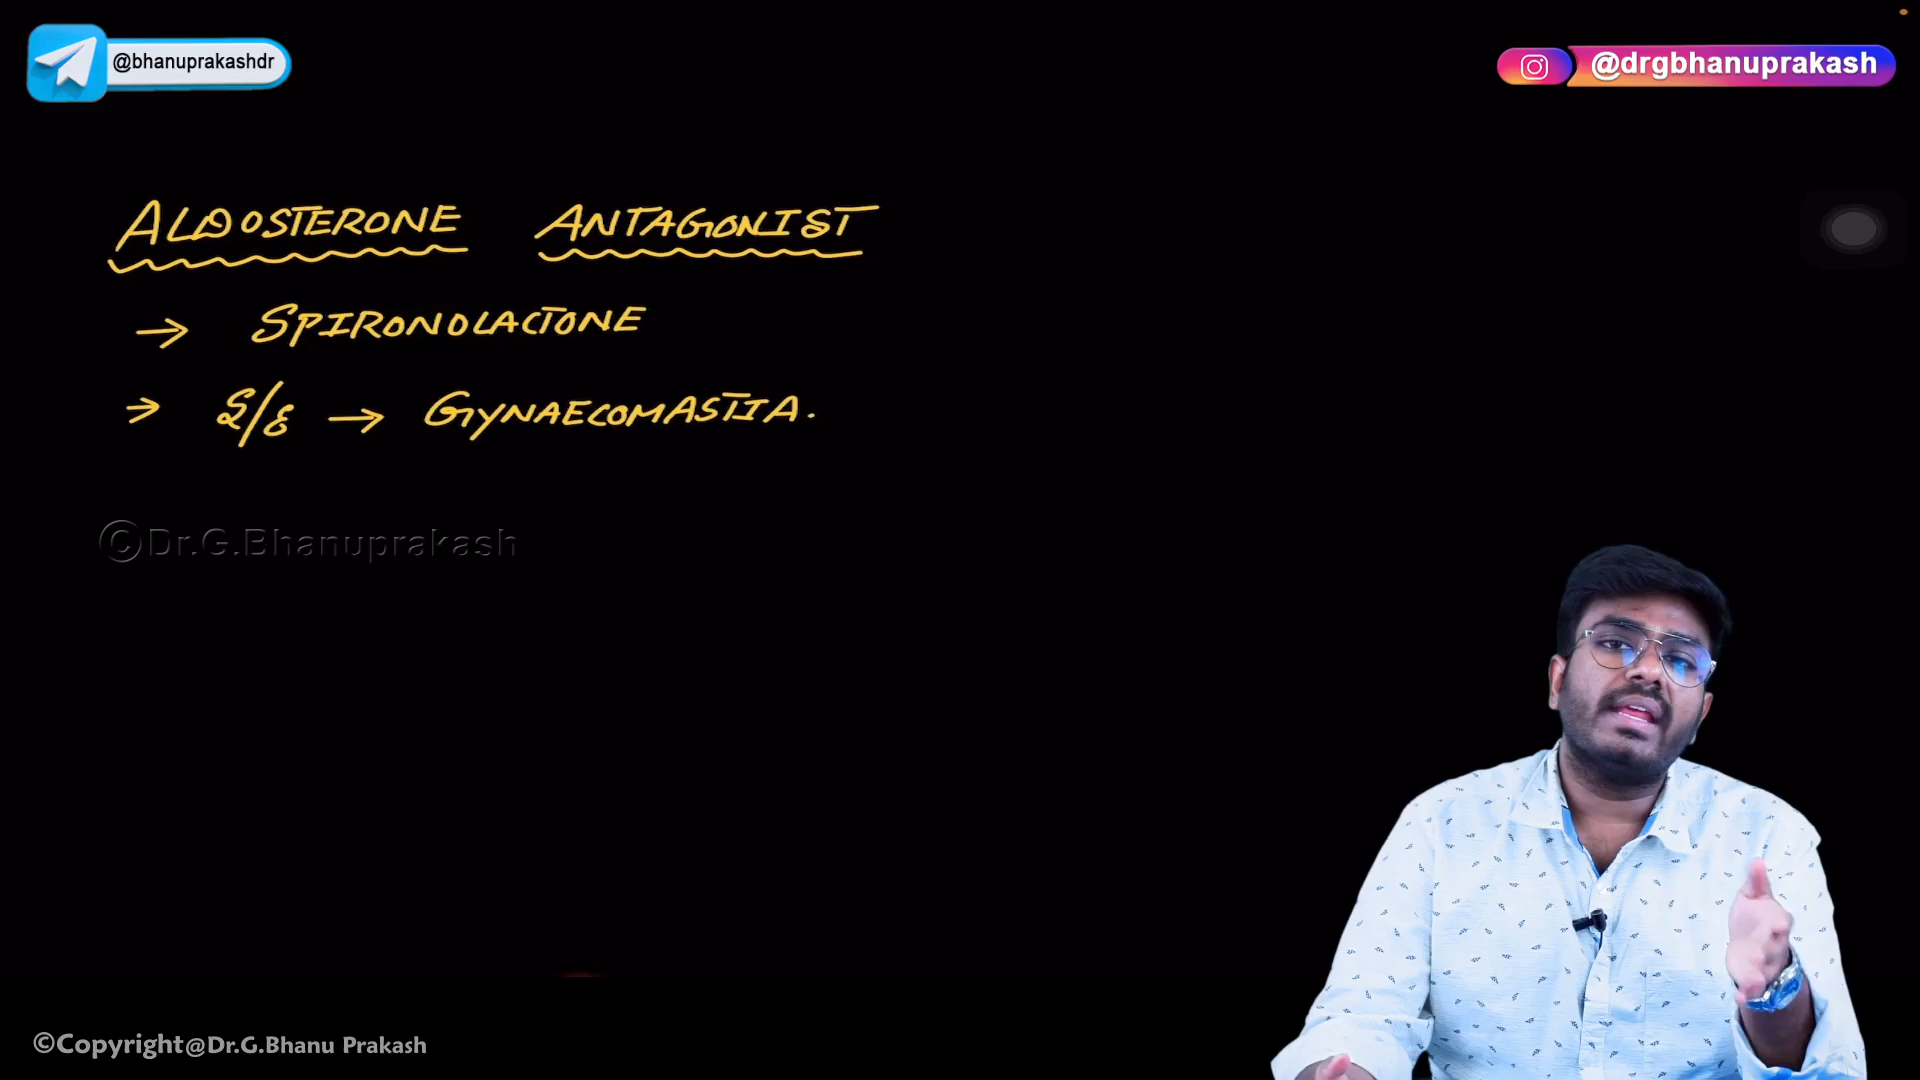 @bhanuprakashdr
@drgbhanuprakash
ALDOSTERONE ANTAGONIST
→ SPIRONOLACTONE
→ S/E → GYNAECOMASTIA.
©Dr.G.Bhanuprakash
©Copyright@Dr.G.Bhanu Prakash